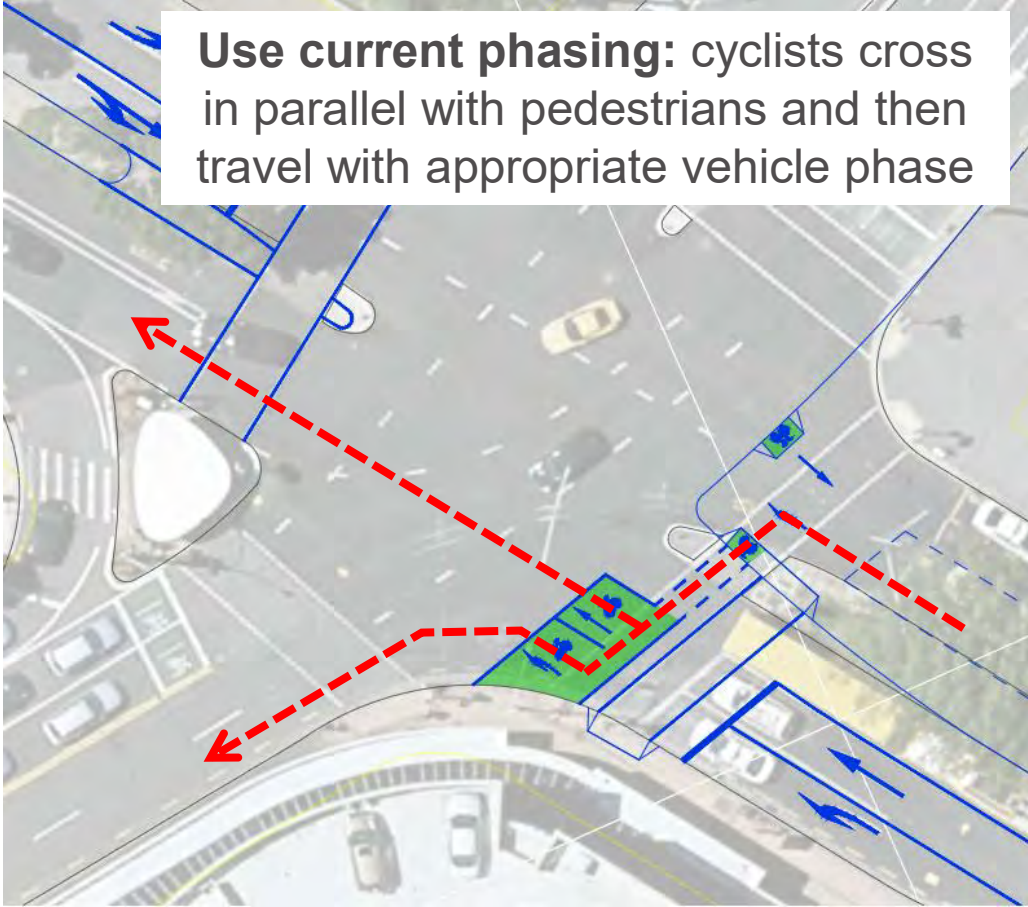 Use current phasing: cyclists cross
in parallel with pedestrians and then
travel with appropriate vehicle phase